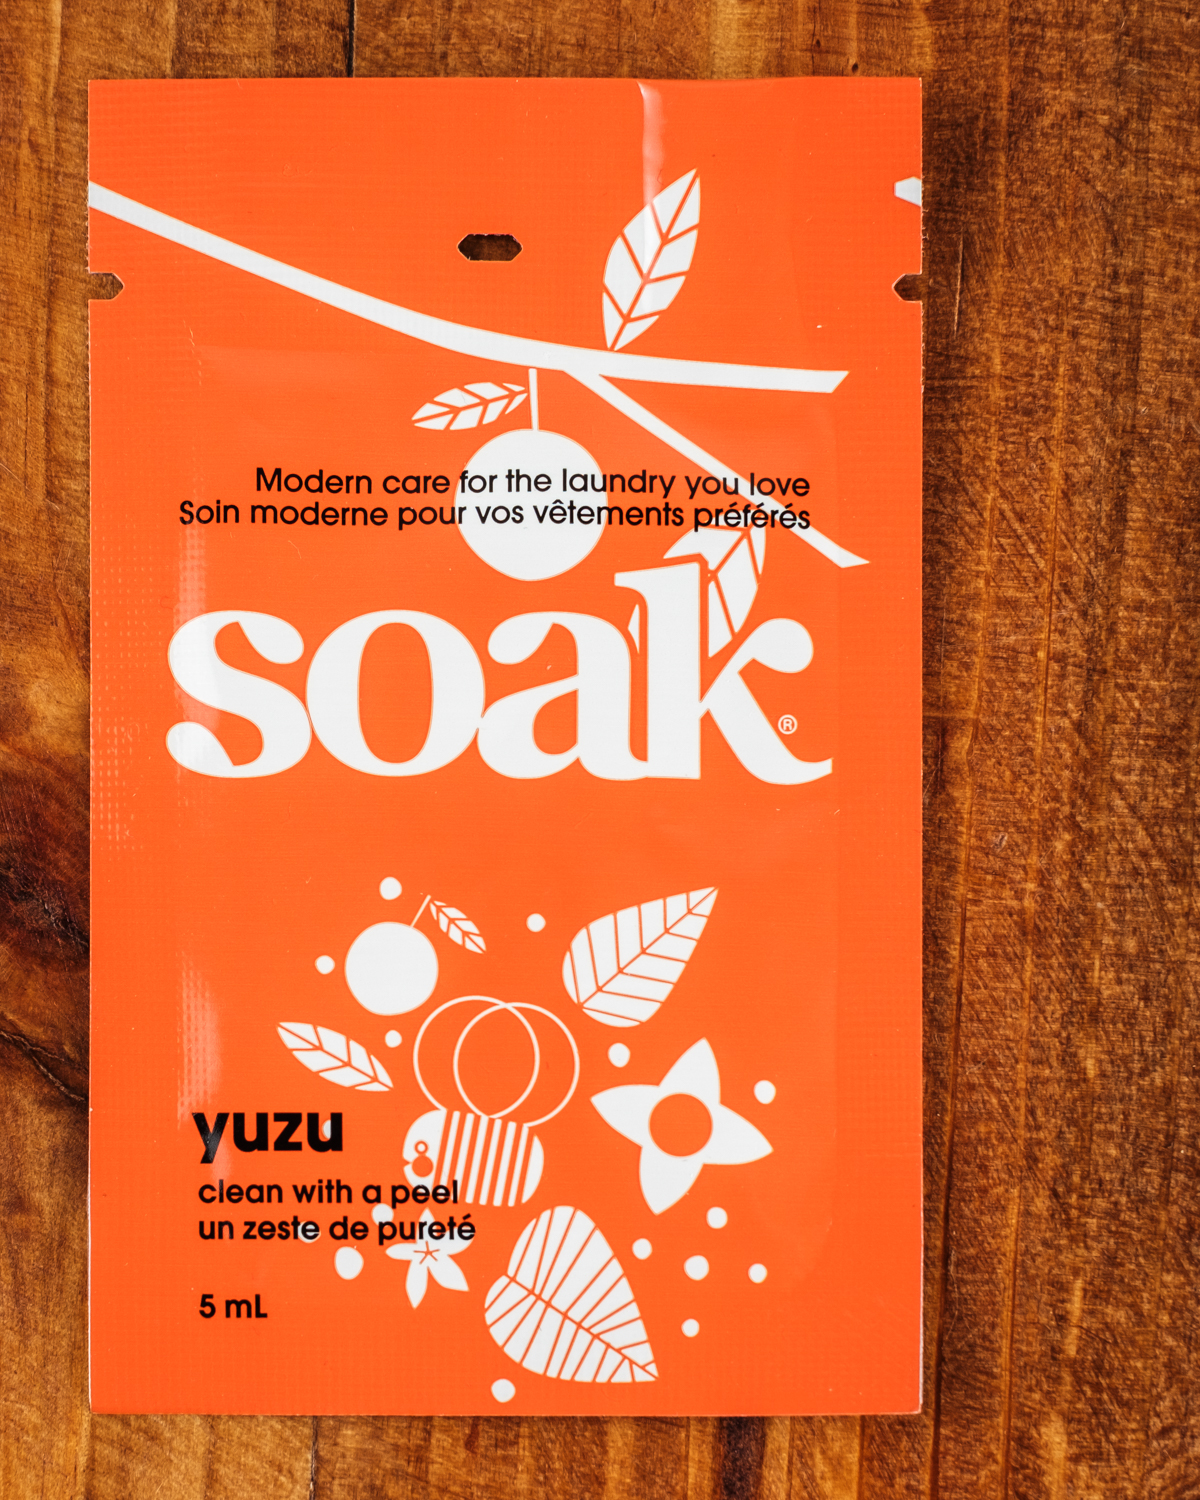 Modern care for the laundry you love
Soin moderne pour vos vêtements préférés
soak®
yuzu
clean with a peel
un zeste de pureté
5 mL